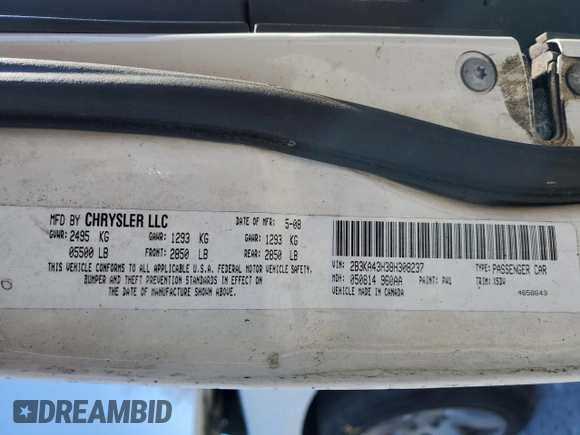 MFD BY CHRYSLER LLC
DATE OF MFR: 5-08
GVWR: 2495 KG
05500 LB
GAWR: 1293 KG
FRONT: 2850 LB
GAWR: 1293 KG
REAR: 2850 LB
THIS VEHICLE CONFORMS TO ALL APPLICABLE U.S.A. FEDERAL MOTOR VEHICLE SAFETY,
BUMPER AND THEFT PREVENTION STANDARDS IN EFFECT ON
THE DATE OF MANUFACTURE SHOWN ABOVE.
VIN: 2B3KA43H38H308237
TYPE: PASSENGER CAR
MDH: 050814 960AA
PAINT: PW1
TRIM: X5DV
VEHICLE MADE IN CANADA
4658643
DREAMBID